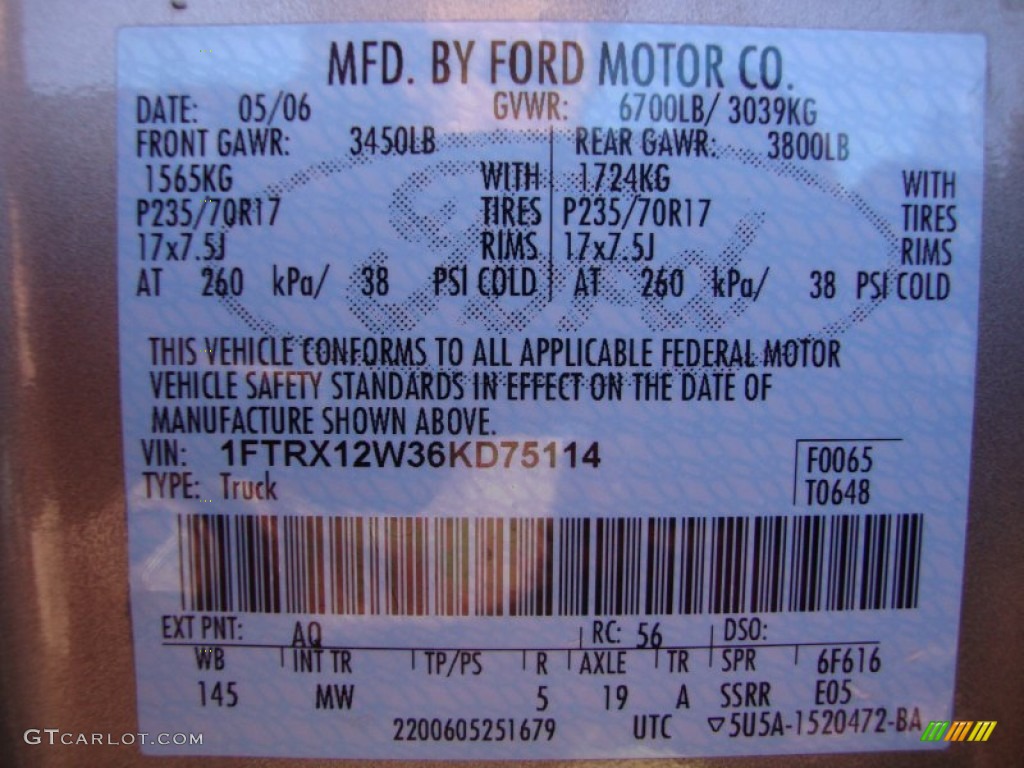 MFD. BY FORD MOTOR CO.
DATE: 05/06 GVWR: 6700LB/ 3039KG
FRONT GAWR: 3450LB REAR GAWR: 3800LB
1565KG WITH 1724KG WITH
P235/70R17 TIRES P235/70R17 TIRES
17x7.5J RIMS 17x7.5J RIMS
AT 260 kPa/ 38 PSI COLD AT 260 kPa/ 38 PSI COLD
Ford
THIS VEHICLE CONFORMS TO ALL APPLICABLE FEDERAL MOTOR
VEHICLE SAFETY STANDARDS IN EFFECT ON THE DATE OF
MANUFACTURE SHOWN ABOVE.
VIN: 1FTRX12W36KD75114 F0065
TYPE: Truck T0648
EXT PNT: AQ RC: 56 DSO:
WB INT TR TP/PS R AXLE TR SPR 6F616
145 MW 5 19 A SSRR E05
2200605251679 UTC ▽5U5A-1520472-BA
GTCARLOT.COM